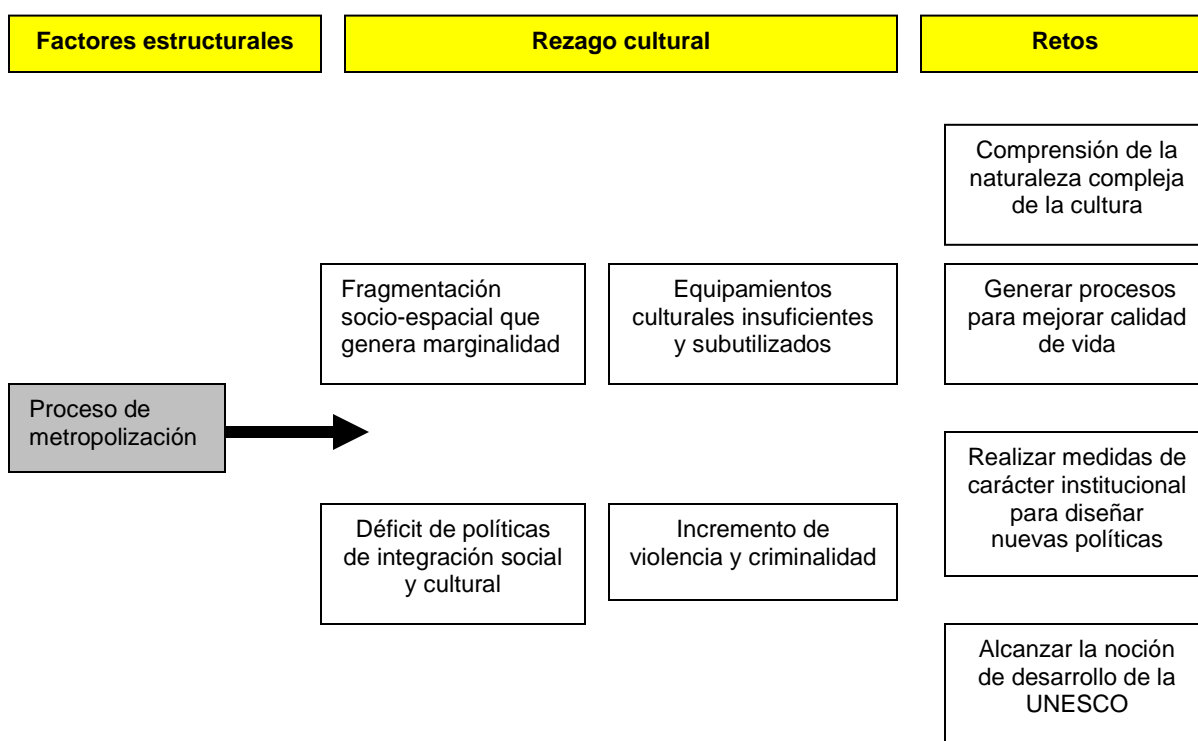 Factores estructurales
Rezago cultural
Retos
Comprensión de la
naturaleza compleja
de la cultura
Fragmentación
socio-espacial que
genera marginalidad
Equipamientos
culturales insuficientes
y subutilizados
Generar procesos
para mejorar calidad
de vida
Proceso de
metropolización
Realizar medidas de
carácter institucional
para diseñar
nuevas políticas
Déficit de políticas
de integración social
y cultural
Incremento de
violencia y criminalidad
Alcanzar la noción
de desarrollo de la
UNESCO